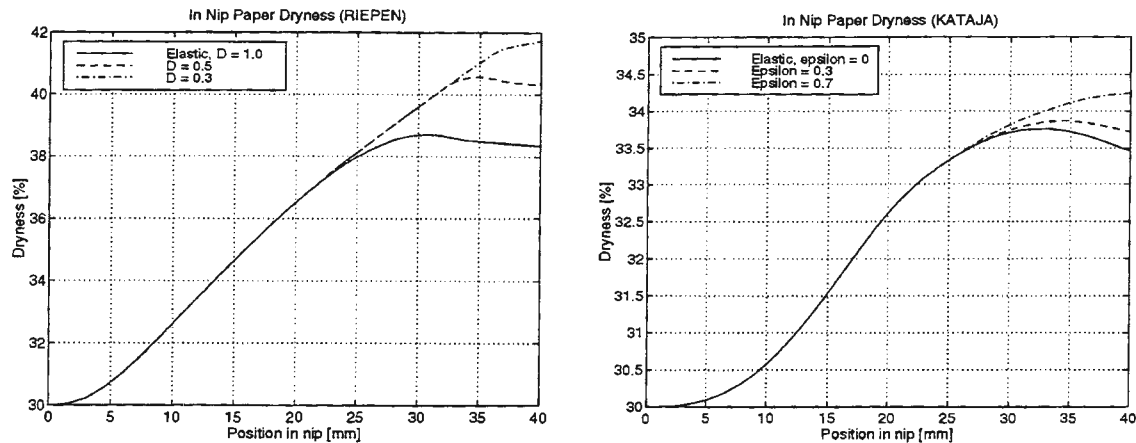 In Nip Paper Dryness (RIEPEN)
42
40
38
36
34
32
30
Dryness [%]
Elastic, D = 1.0
D = 0.5
D = 0.3
0 5 10 15 20 25 30 35 40
Position in nip [mm]
In Nip Paper Dryness (KATAJA)
35
34.5
34
33.5
33
32.5
32
31.5
31
30.5
30
Dryness [%]
Elastic, epsilon = 0
Epsilon = 0.3
Epsilon = 0.7
0 5 10 15 20 25 30 35 40
Position in nip [mm]